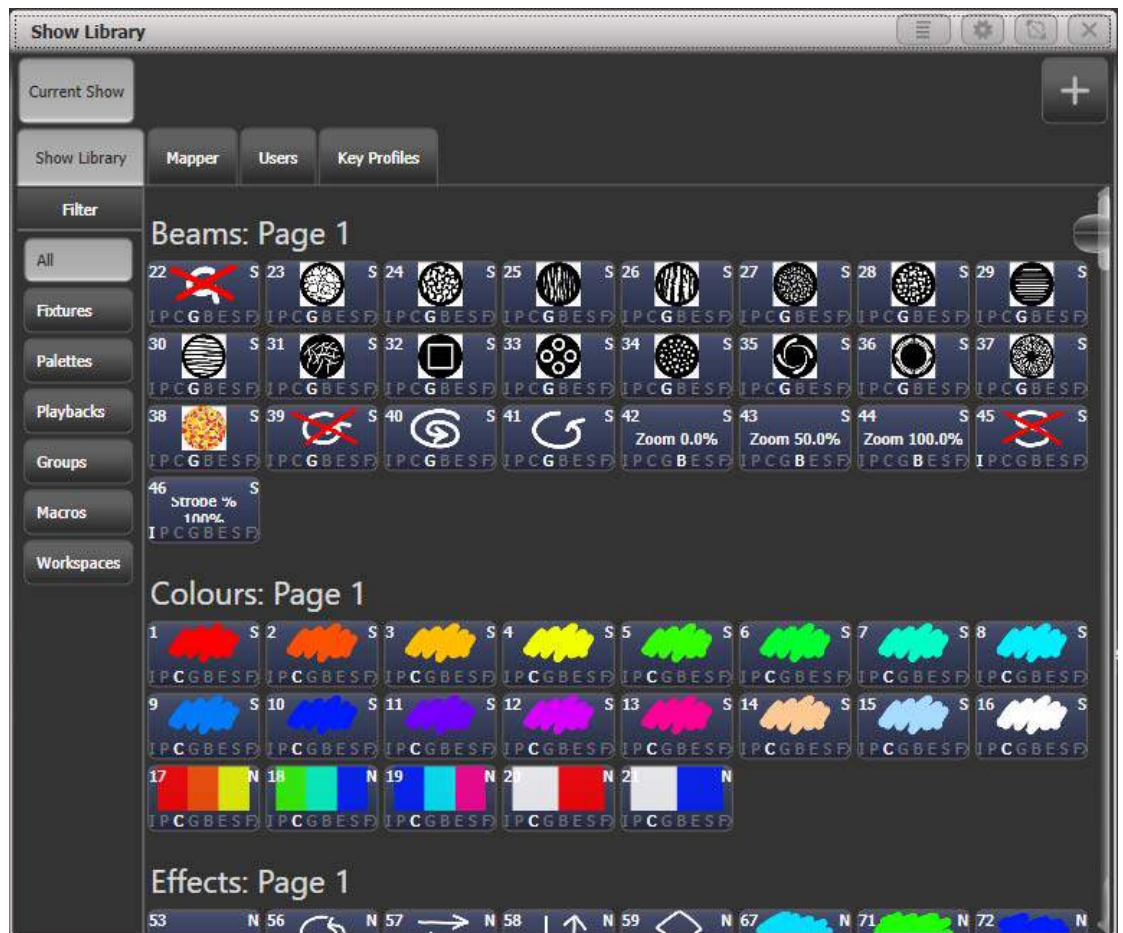 Show Library
Current Show
Show Library Mapper Users Key Profiles
Filter
All
Fixtures
Palettes
Playbacks
Groups
Macros
Workspaces
Beams: Page 1
22 S 23 S 24 S 25 S 26 S 27 S 28 S 29 S
IPCGBESF IPCGBESF IPCGBESF IPCGBESF IPCGBESF IPCGBESF IPCGBESF IPCGBESF
30 S 31 S 32 S 33 S 34 S 35 S 36 S 37 S
IPCGBESF IPCGBESF IPCGBESF IPCGBESF IPCGBESF IPCGBESF IPCGBESF IPCGBESF
38 S 39 S 40 S 41 S 42 S 43 S 44 S 45 S
Zoom 0.0% Zoom 50.0% Zoom 100.0%
IPCGBESF IPCGBESF IPCGBESF IPCGBESF IPCGBESF IPCGBESF IPCGBESF IPCGBESF
46 S
Strobe %
100%
IPCGBESF
Colours: Page 1
1 S 2 S 3 S 4 S 5 S 6 S 7 S 8 S
IPCGBESF IPCGBESF IPCGBESF IPCGBESF IPCGBESF IPCGBESF IPCGBESF IPCGBESF
9 S 10 S 11 S 12 S 13 S 14 S 15 S 16 S
IPCGBESF IPCGBESF IPCGBESF IPCGBESF IPCGBESF IPCGBESF IPCGBESF IPCGBESF
17 N 18 N 19 N 20 N 21 N
IPCGBESF IPCGBESF IPCGBESF IPCGBESF IPCGBESF
Effects: Page 1
53 N 56 N 57 N 58 N 59 N 67 N 71 N 72 N